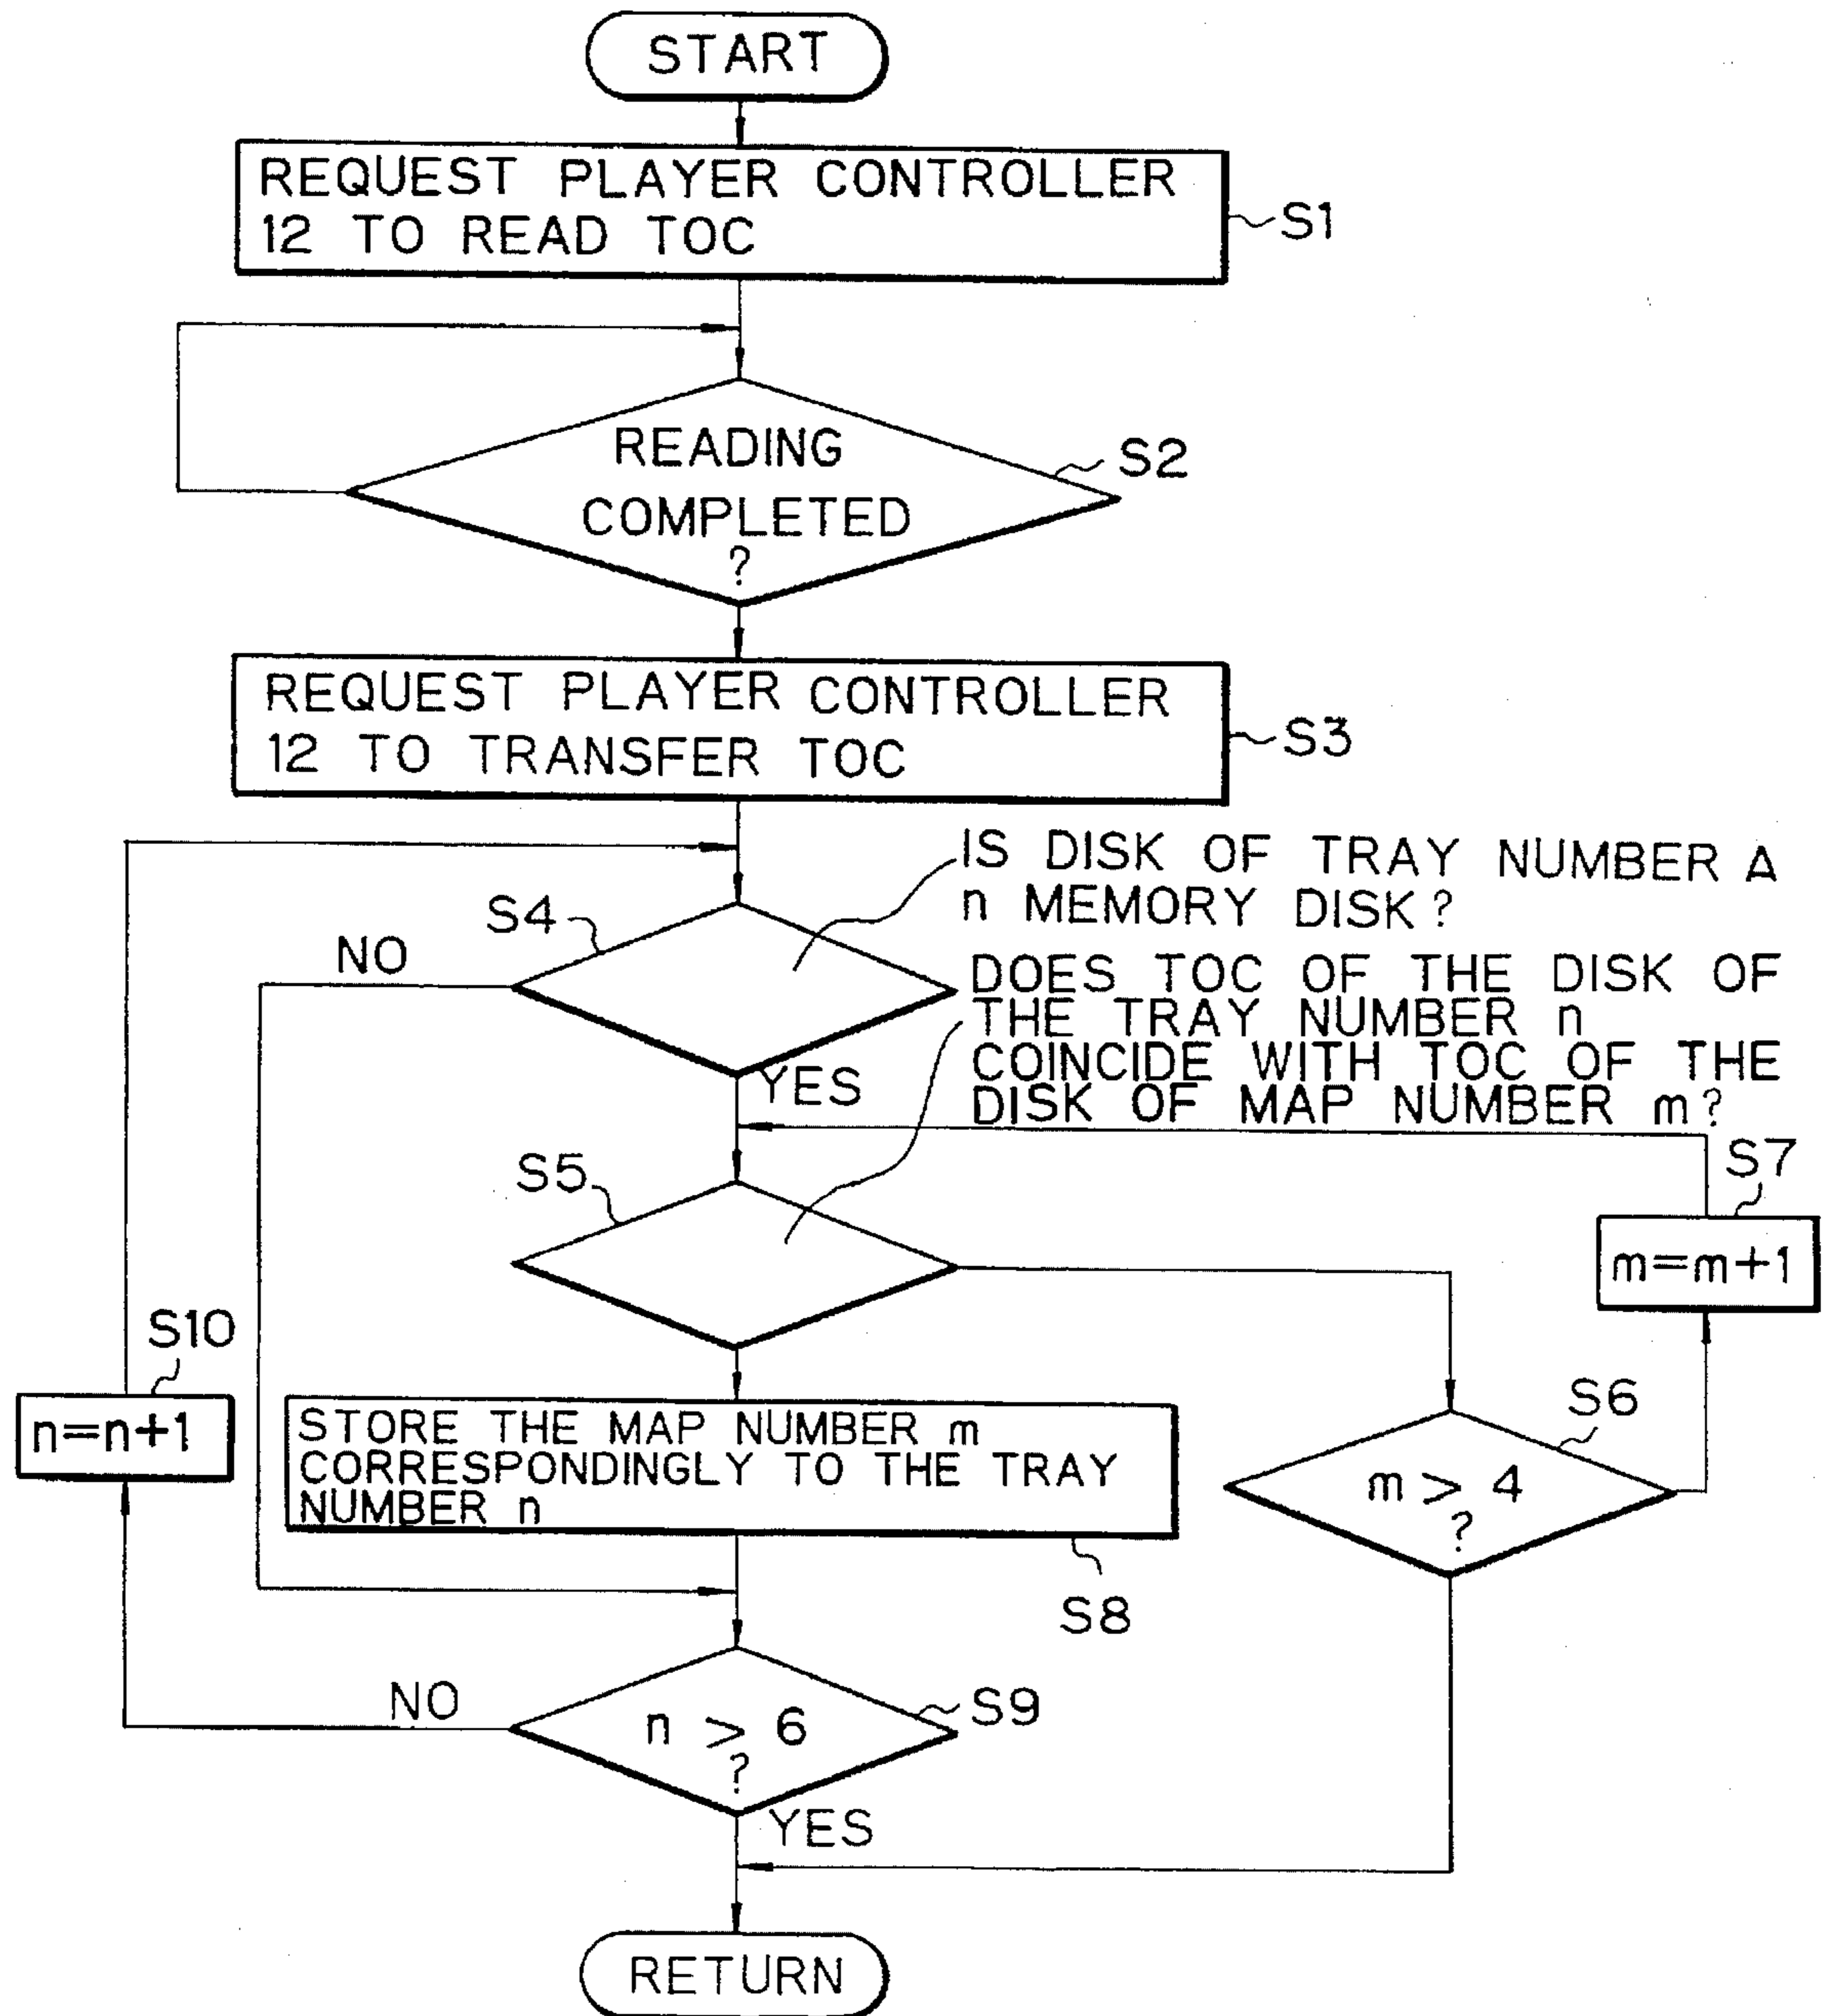 START
REQUEST PLAYER CONTROLLER
12 TO READ TOC
S1
READING
COMPLETED
?
S2
REQUEST PLAYER CONTROLLER
12 TO TRANSFER TOC
S3
IS DISK OF TRAY NUMBER A
n MEMORY DISK?
S4
NO
DOES TOC OF THE DISK OF
THE TRAY NUMBER n
COINCIDE WITH TOC OF THE
DISK OF MAP NUMBER m?
YES
S5
S7
m=m+1
S10
n=n+1
STORE THE MAP NUMBER m
CORRESPONDINGLY TO THE TRAY
NUMBER n
S6
m > 4
?
S8
NO
n > 6
?
S9
YES
RETURN